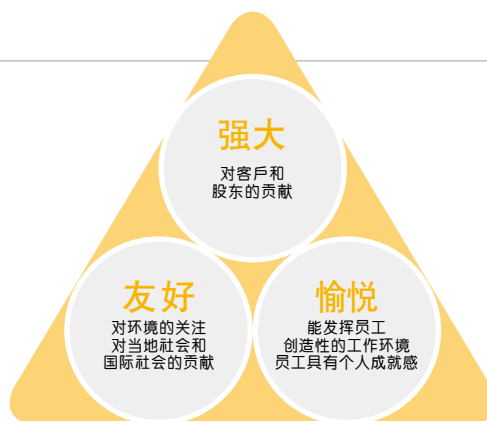 强大
对客戶和
股东的贡献
友好
对环境的关注
对当地社会和
国际社会的贡献
愉悦
能发挥员工
创造性的工作环境
员工具有个人成就感